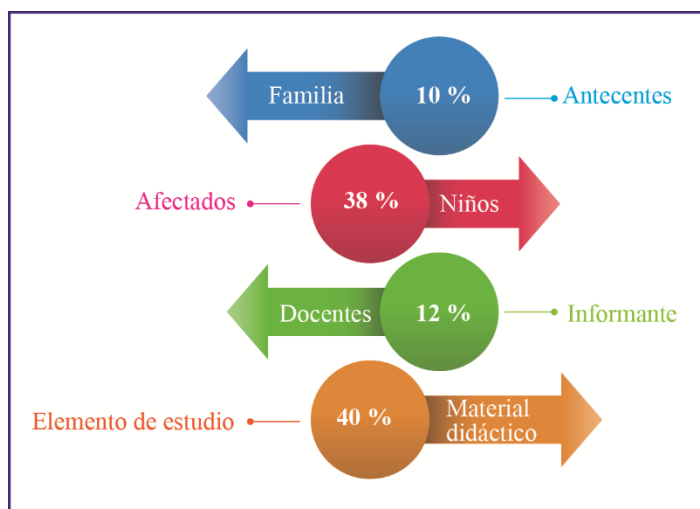 Familia
10 %
Antecentes
Afectados
38 %
Niños
Docentes
12 %
Informante
Elemento de estudio
40 %
Material
didáctico